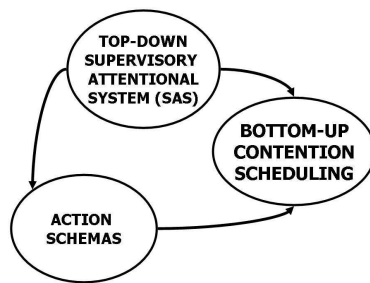 TOP-DOWN
SUPERVISORY
ATTENTIONAL
SYSTEM (SAS)
BOTTOM-UP
CONTENTION
SCHEDULING
ACTION
SCHEMAS